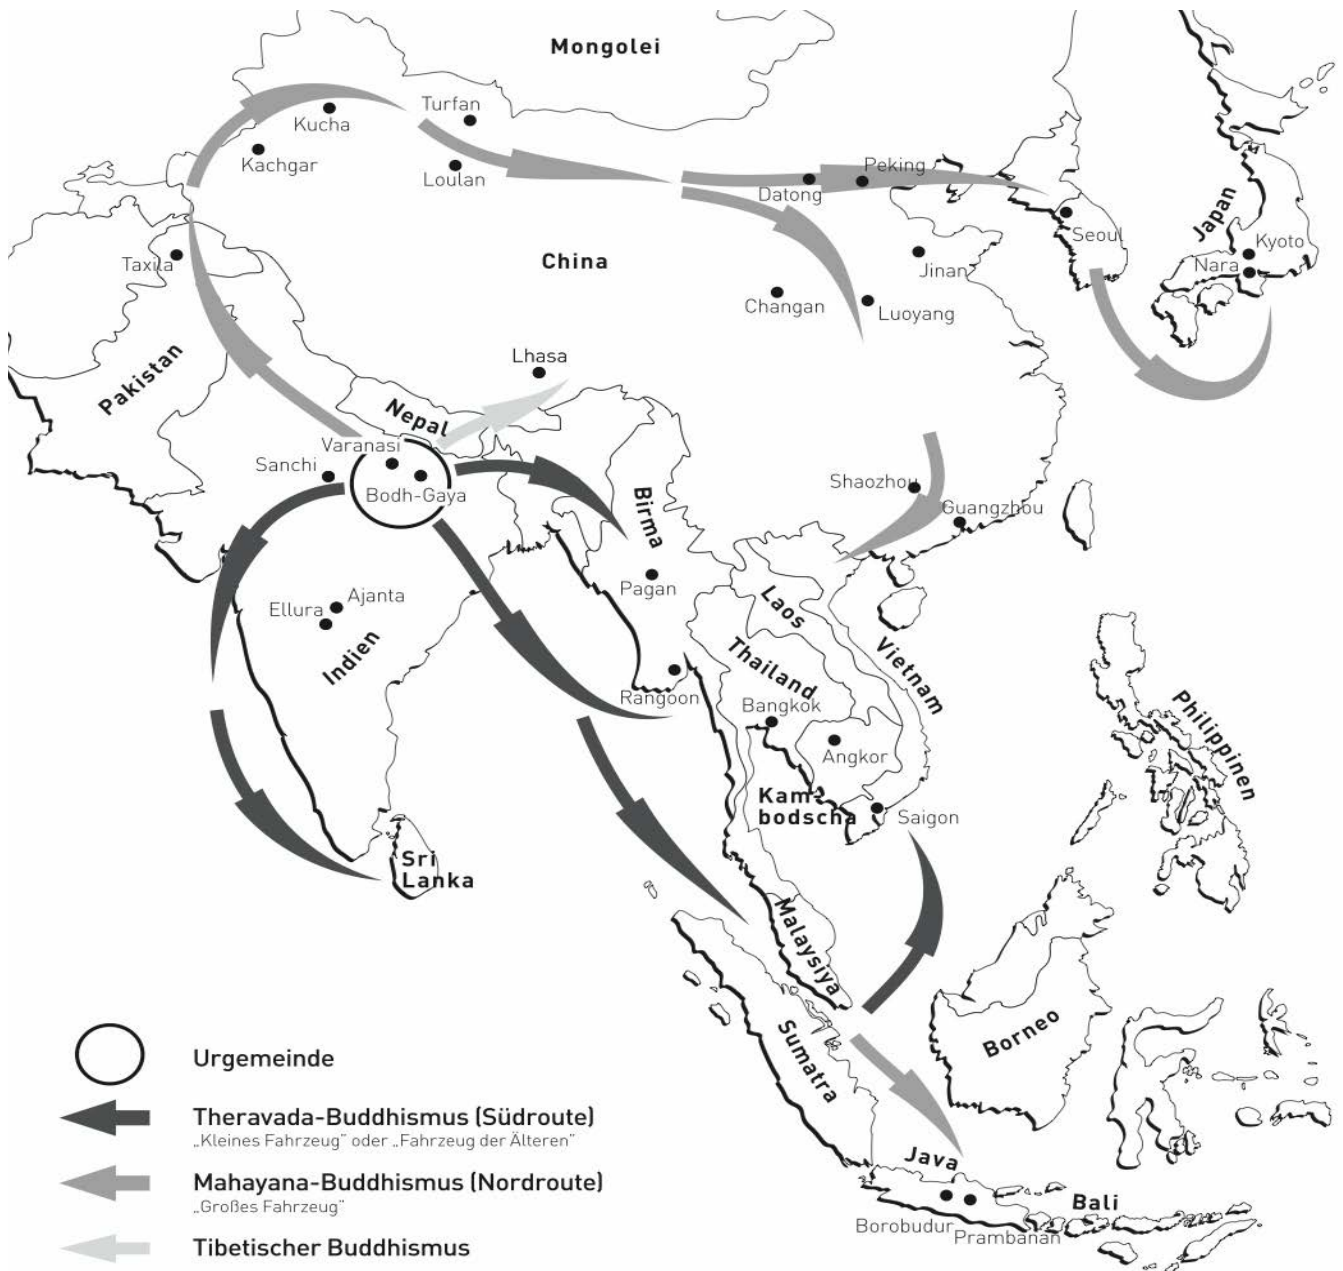 Mongolei
Turfan
Kucha
Kachgar
Loulan
Peking
Datong
Japan
Seoul
Kyoto
Nara
Taxila
China
Jinan
Changan
Luoyang
Pakistan
Lhasa
Nepal
Varanasi
Sanchi
Bodh-Gaya
Shaozhou
Guangzhou
Birma
Pagan
Ellura
Ajanta
Indien
Laos
Thailand
Vietnam
Rangoon
Bangkok
Angkor
Philippinen
Kam-
bodscha
Saigon
Sri
Lanka
Malaysiya
Sumatra
Borneo
Urgemeinde
Theravada-Buddhismus (Südroute)
„Kleines Fahrzeug“ oder „Fahrzeug der Älteren“
Mahayana-Buddhismus (Nordroute)
„Großes Fahrzeug“
Tibetischer Buddhismus
Java
Bali
Borobudur
Prambanan